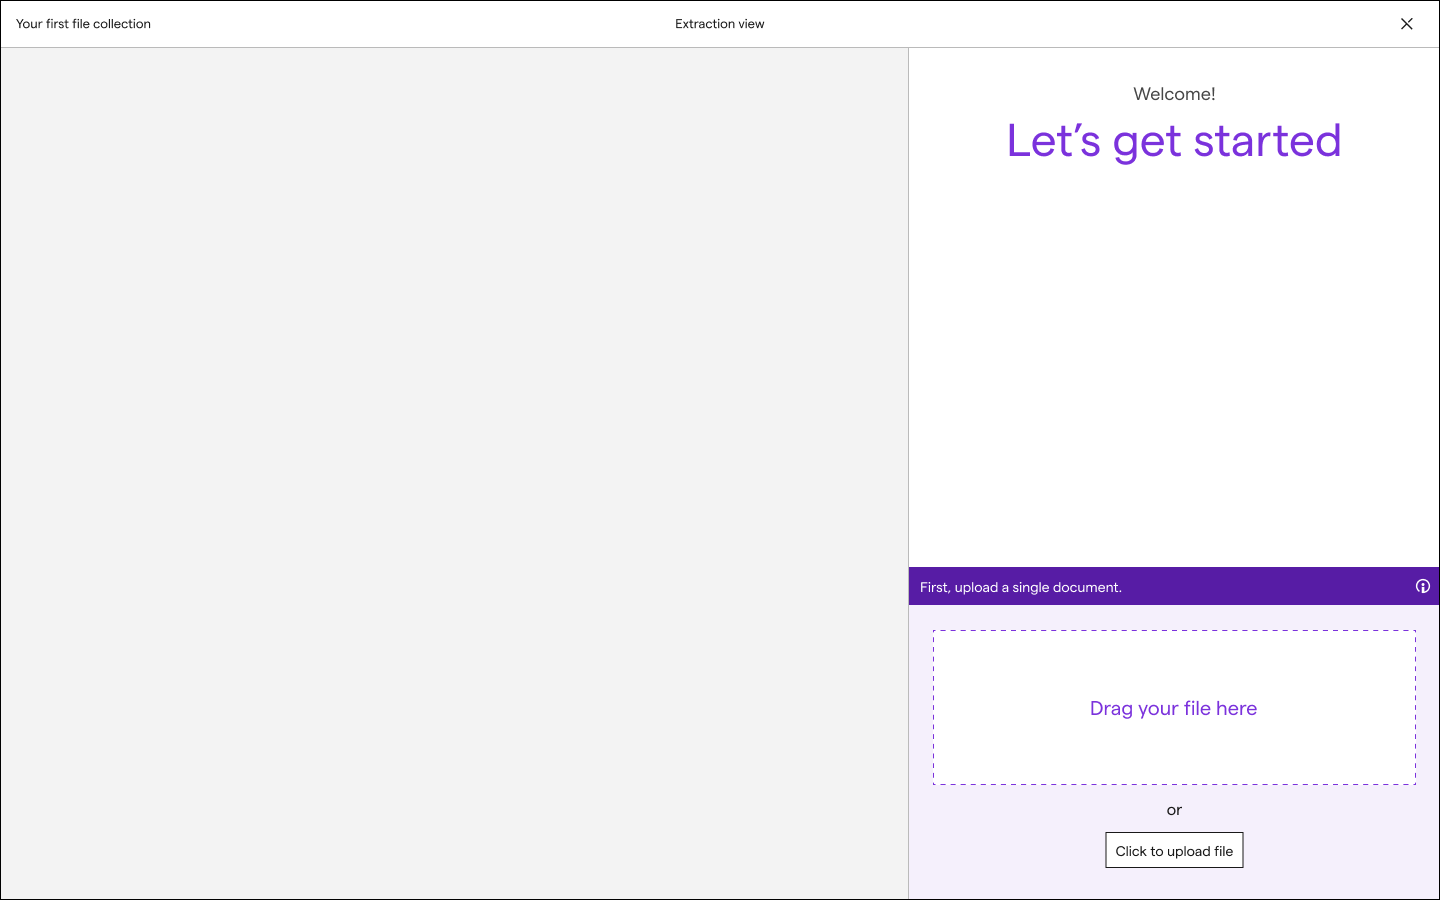 Your first file collection
Extraction view
Welcome!
Let’s get started
First, upload a single document.
Drag your file here
or
Click to upload file